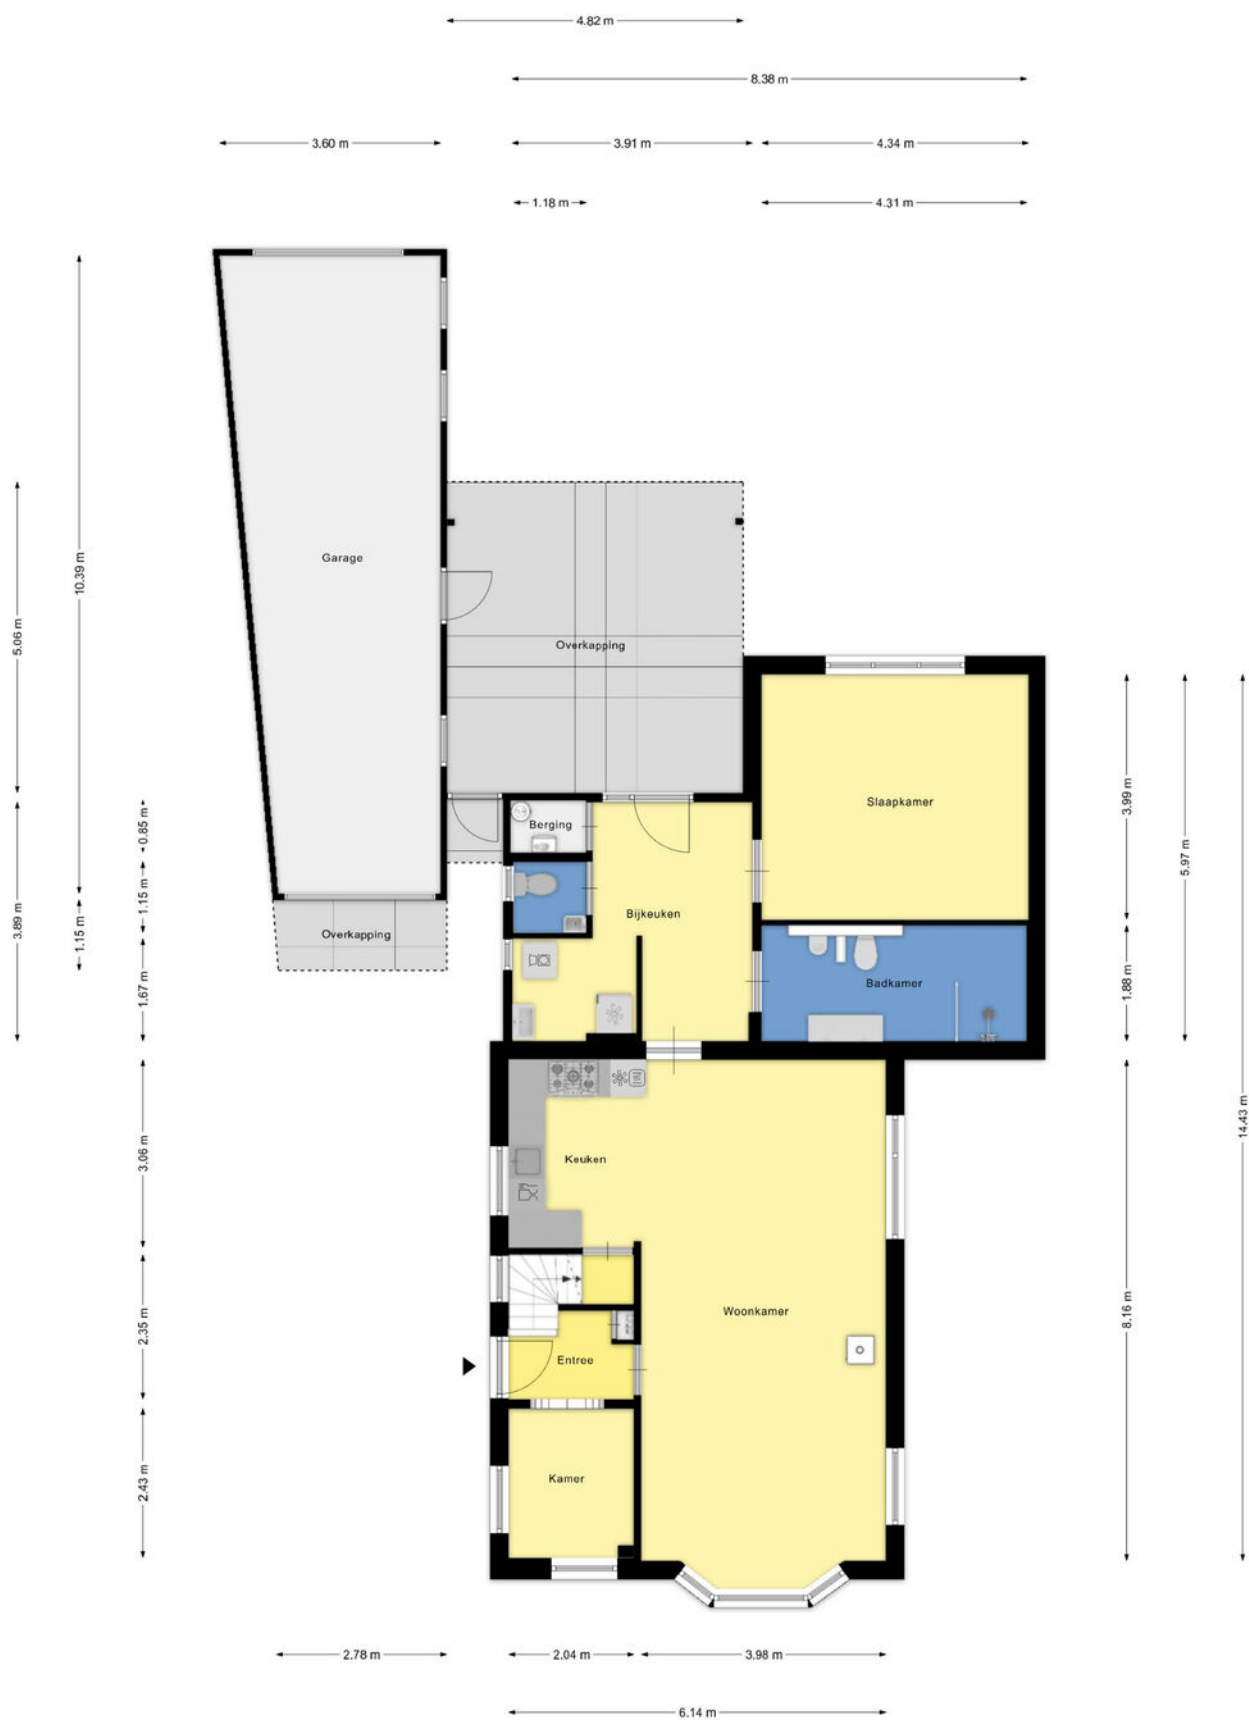 4.82 m
8.38 m
3.60 m
3.91 m
4.34 m
1.18 m
4.31 m
Garage
10.39 m
5.06 m
Overkapping
3.99 m
5.97 m
Slaapkamer
0.85 m
Berging
1.15 m
Bijkeuken
3.89 m
1.15 m
Overkapping
1.67 m
Badkamer
1.88 m
14.43 m
3.06 m
Keuken
2.35 m
Woonkamer
8.16 m
Entree
Kamer
2.43 m
2.78 m
2.04 m
3.98 m
6.14 m